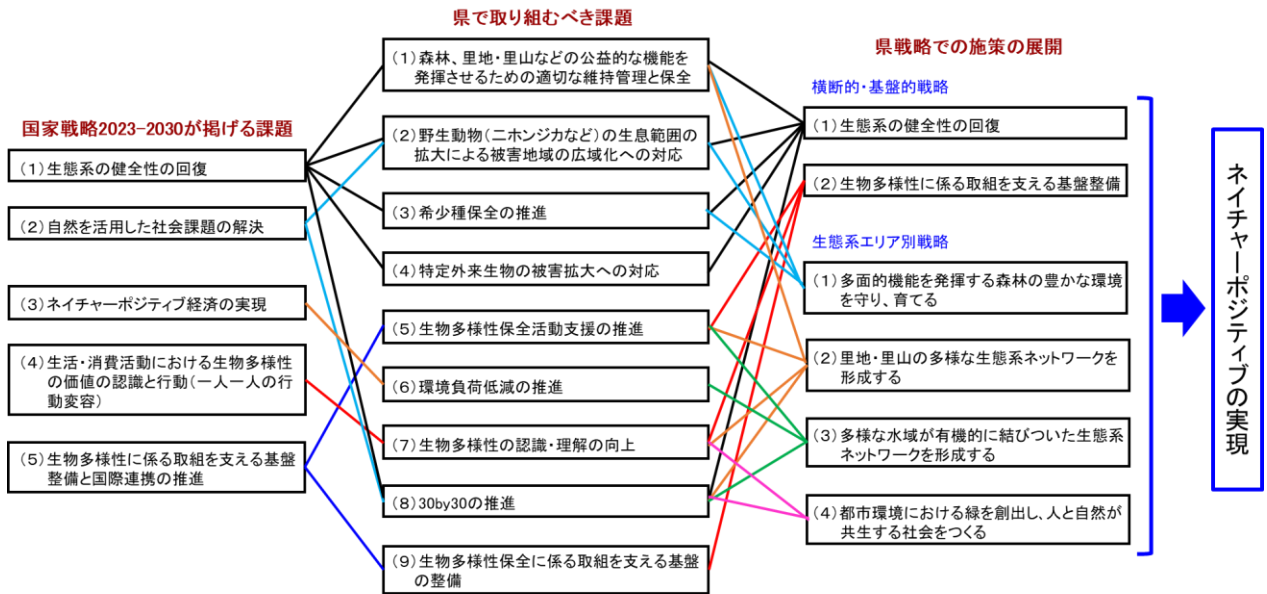 国家戦略2023-2030が掲げる課題
(1)生態系の健全性の回復
(2)自然を活用した社会課題の解決
(3)ネイチャーポジティブ経済の実現
(4)生活・消費活動における生物多様性
の価値の認識と行動(一人一人の行
動変容)
(5)生物多様性に係る取組を支える基盤
整備と国際連携の推進
県で取り組むべき課題
(1)森林、里地・里山などの公益的な機能を
発揮させるための適切な維持管理と保全
(2)野生動物(ニホンジカなど)の生息範囲の
拡大による被害地域の広域化への対応
(3)希少種保全の推進
(4)特定外来生物の被害拡大への対応
(5)生物多様性保全活動支援の推進
(6)環境負荷低減の推進
(7)生物多様性の認識・理解の向上
(8)30by30の推進
(9)生物多様性保全に係る取組を支える基盤
の整備
県戦略での施策の展開
横断的・基盤的戦略
(1)生態系の健全性の回復
(2)生物多様性に係る取組を支える基盤整備
生態系エリア別戦略
(1)多面的機能を発揮する森林の豊かな環境
を守り、育てる
(2)里地・里山の多様な生態系ネットワークを
形成する
(3)多様な水域が有機的に結びついた生態系
ネットワークを形成する
(4)都市環境における緑を創出し、人と自然が
共生する社会をつくる
ネイチャーポジティブの実現